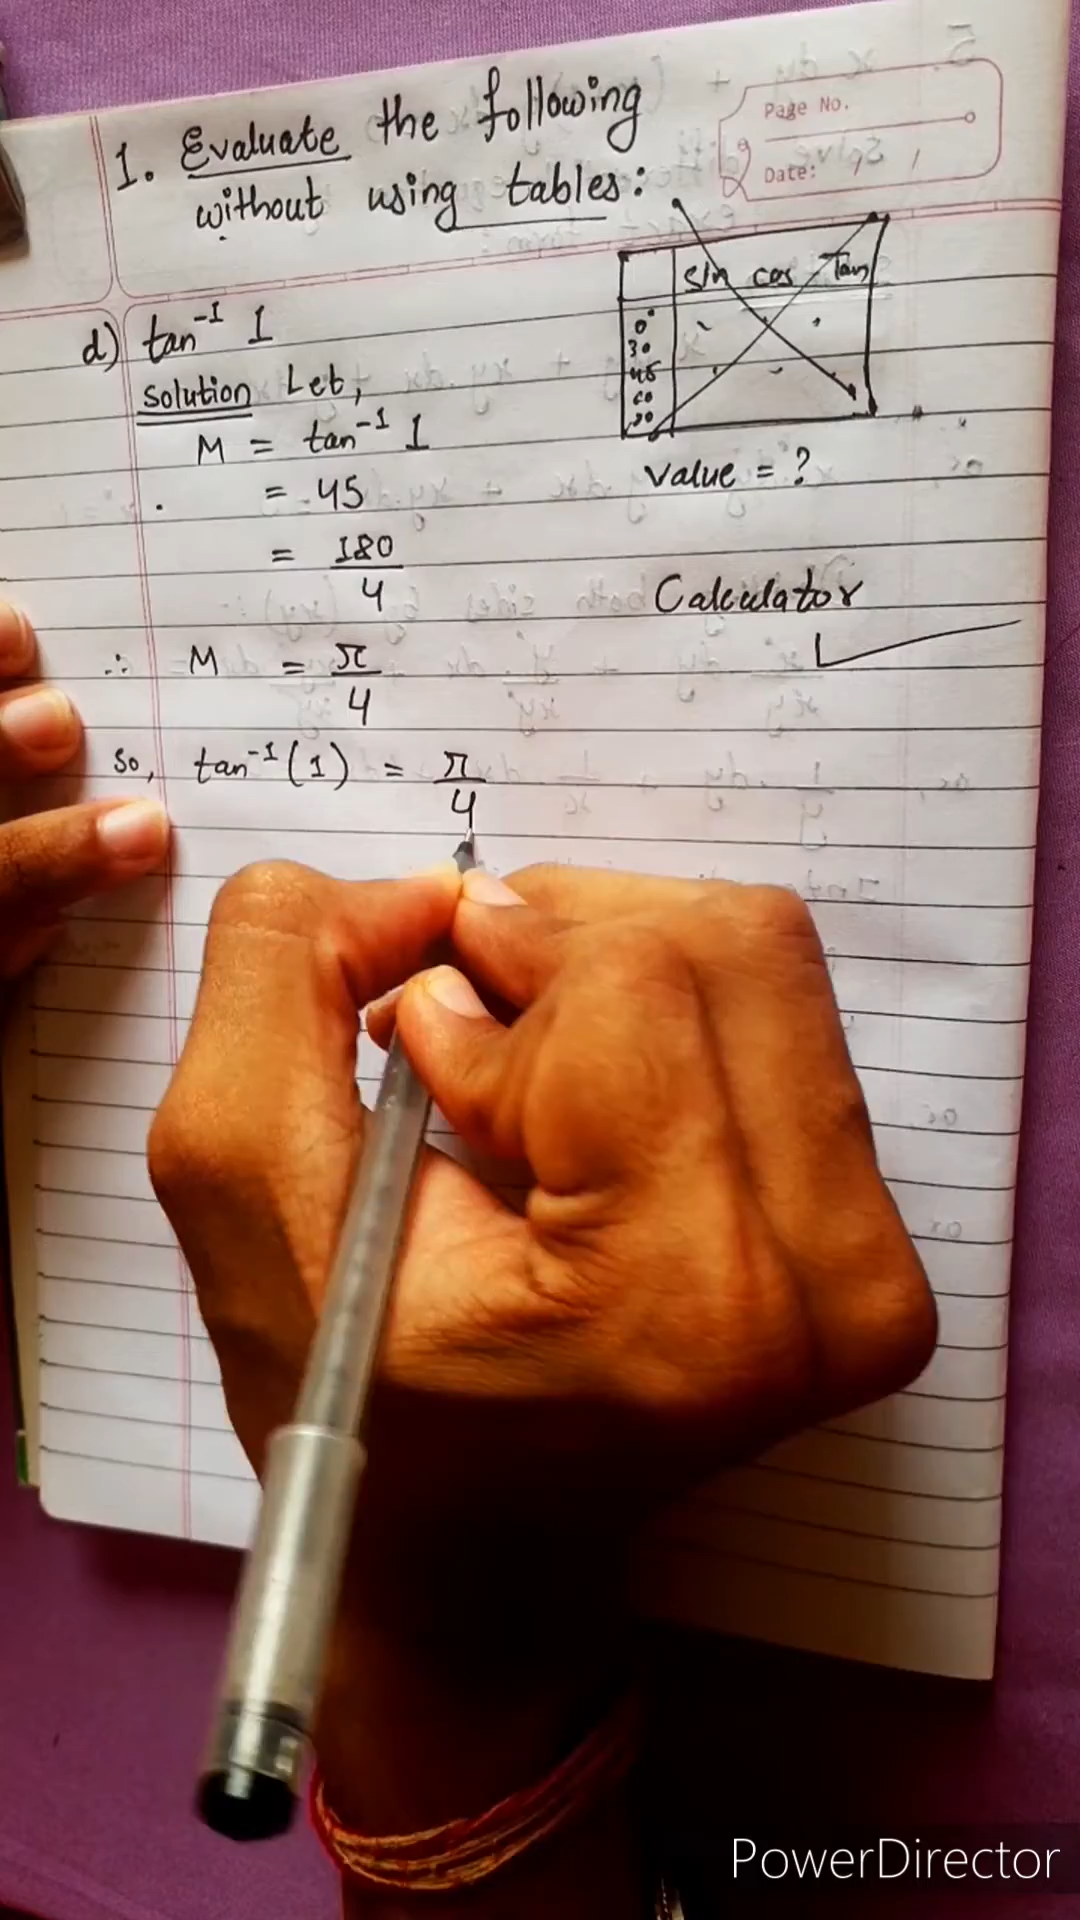 1. Evaluate the following
without using tables:
Page No.
Date:
d) tan⁻¹ 1
solution Let,
M = tan⁻¹ 1
= 45
= 180/4
∴ M = π/4
So, tan⁻¹(1) = π/4
sin cos Tan
0°
30
45
60
90
value = ?
Calculator
PowerDirector